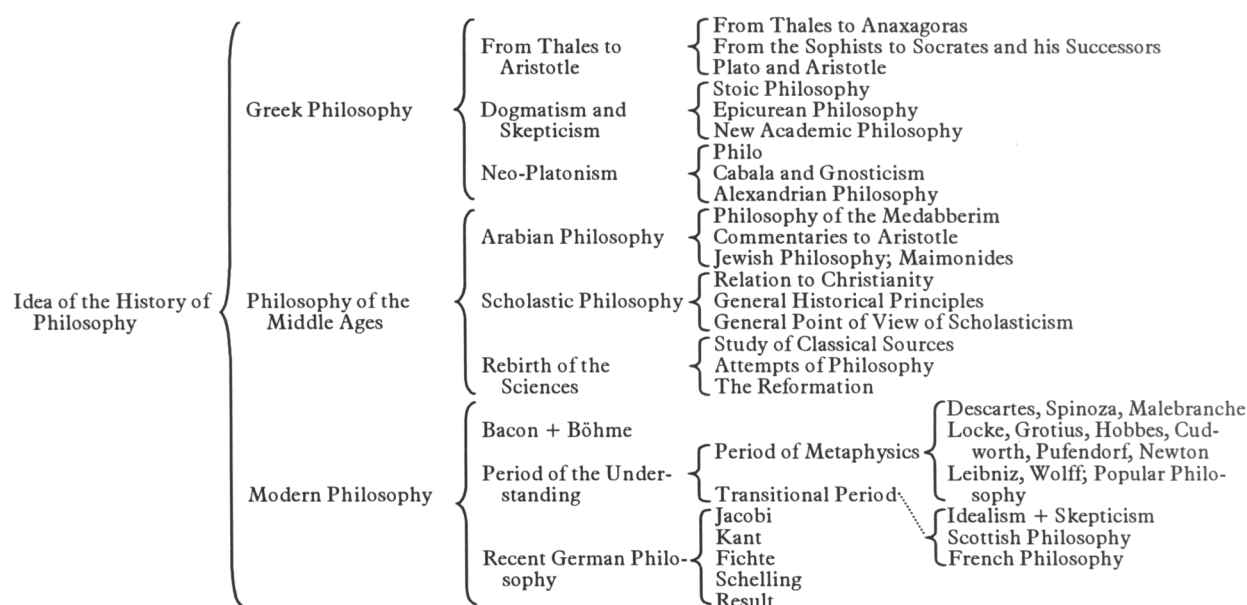 Idea of the History of
Philosophy
Greek Philosophy
From Thales to
Aristotle
From Thales to Anaxagoras
From the Sophists to Socrates and his Successors
Plato and Aristotle
Dogmatism and
Skepticism
Stoic Philosophy
Epicurean Philosophy
New Academic Philosophy
Neo-Platonism
Philo
Cabala and Gnosticism
Alexandrian Philosophy
Philosophy of the
Middle Ages
Arabian Philosophy
Philosophy of the Medabberim
Commentaries to Aristotle
Jewish Philosophy; Maimonides
Scholastic Philosophy
Relation to Christianity
General Historical Principles
General Point of View of Scholasticism
Rebirth of the
Sciences
Study of Classical Sources
Attempts of Philosophy
The Reformation
Modern Philosophy
Bacon + Böhme
Period of the Under-
standing
Period of Metaphysics
Descartes, Spinoza, Malebranche
Locke, Grotius, Hobbes, Cud-
worth, Pufendorf, Newton
Leibniz, Wolff; Popular Philo-
sophy
Transitional Period
Idealism + Skepticism
Scottish Philosophy
French Philosophy
Recent German Philo-
sophy
Jacobi
Kant
Fichte
Schelling
Result